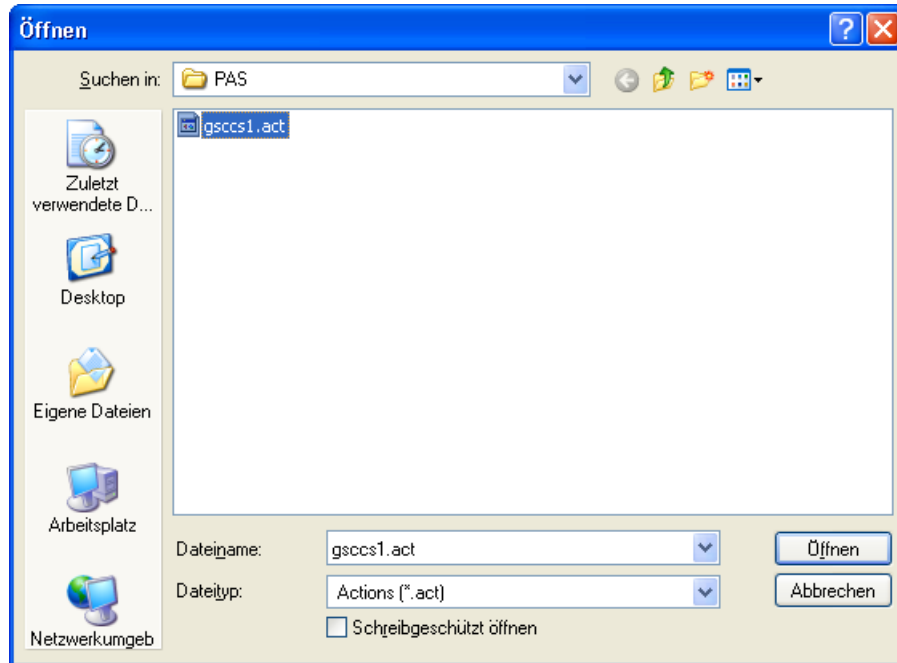 Öffnen
Suchen in: PAS
gsccs1.act
Zuletzt
verwendete D...
Desktop
Eigene Dateien
Arbeitsplatz
Netzwerkumgeb
Dateiname: gsccs1.act Öffnen
Dateityp: Actions (*.act) Abbrechen
Schreibgeschützt öffnen